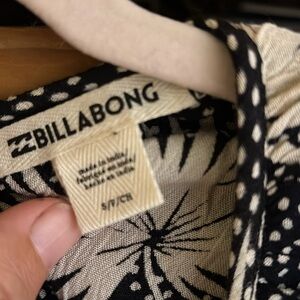 BILLABONG
Made in India
fabriqué en Inde
hecho en India
S/P/CH